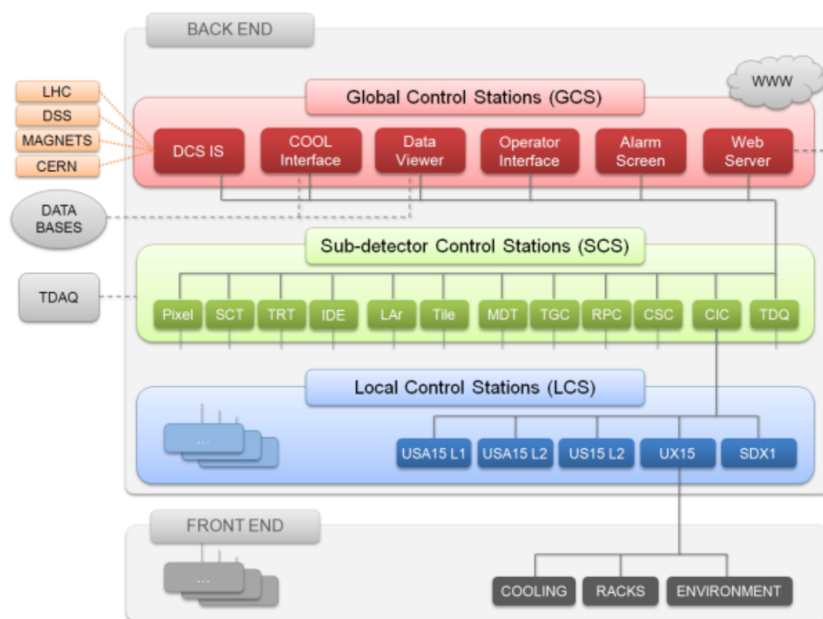 BACK END
WWW
Global Control Stations (GCS)
LHC
DSS
MAGNETS
CERN
DCS IS
COOL
Interface
Data
Viewer
Operator
Interface
Alarm
Screen
Web
Server
DATA
BASES
Sub-detector Control Stations (SCS)
TDAQ
Pixel
SCT
TRT
IDE
LAr
Tile
MDT
TGC
RPC
CSC
CIC
TDQ
Local Control Stations (LCS)
...
USA15 L1
USA15 L2
US15 L2
UX15
SDX1
FRONT END
...
COOLING
RACKS
ENVIRONMENT